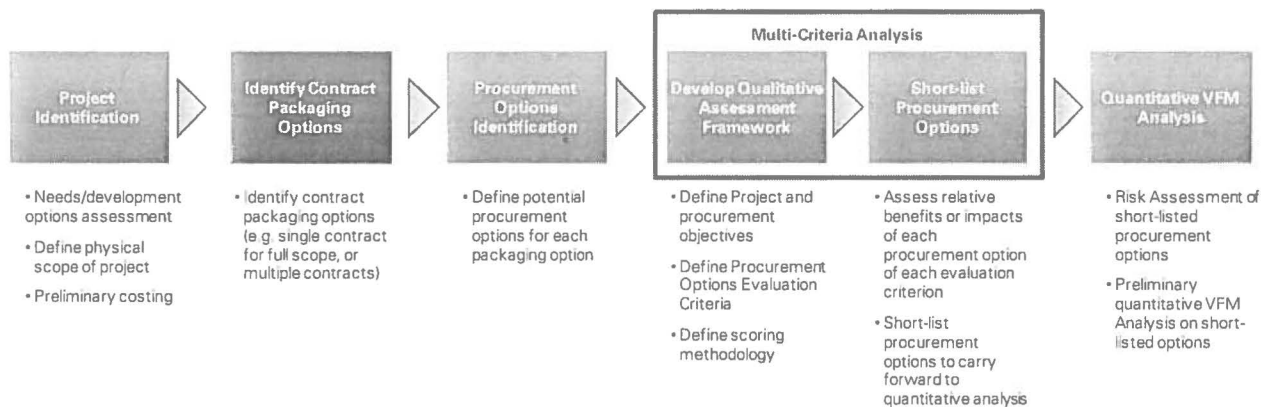 Multi-Criteria Analysis
Project
Identification
Identify Contract
Packaging
Options
Procurement
Options
Identification
Develop Qualitative
Assessment
Framework
Short-list
Procurement
Options
Quantitative VFM
Analysis
• Needs/development
options assessment
• Define physical
scope of project
• Preliminary costing
• Identify contract
packaging options
(e.g. single contract
for full scope, or
multiple contracts)
• Define potential
procurement
options for each
packaging option
• Define Project and
procurement
objectives
• Define Procurement
Options Evaluation
Criteria
• Define scoring
methodology
• Assess relative
benefits or impacts
of each
procurement option
of each evaluation
criterion
• Short-list
procurement
options to carry
forward to
quantitative analysis
• Risk Assessment of
short-listed
procurement
options
• Preliminary
quantitative VFM
Analysis on short-
listed options